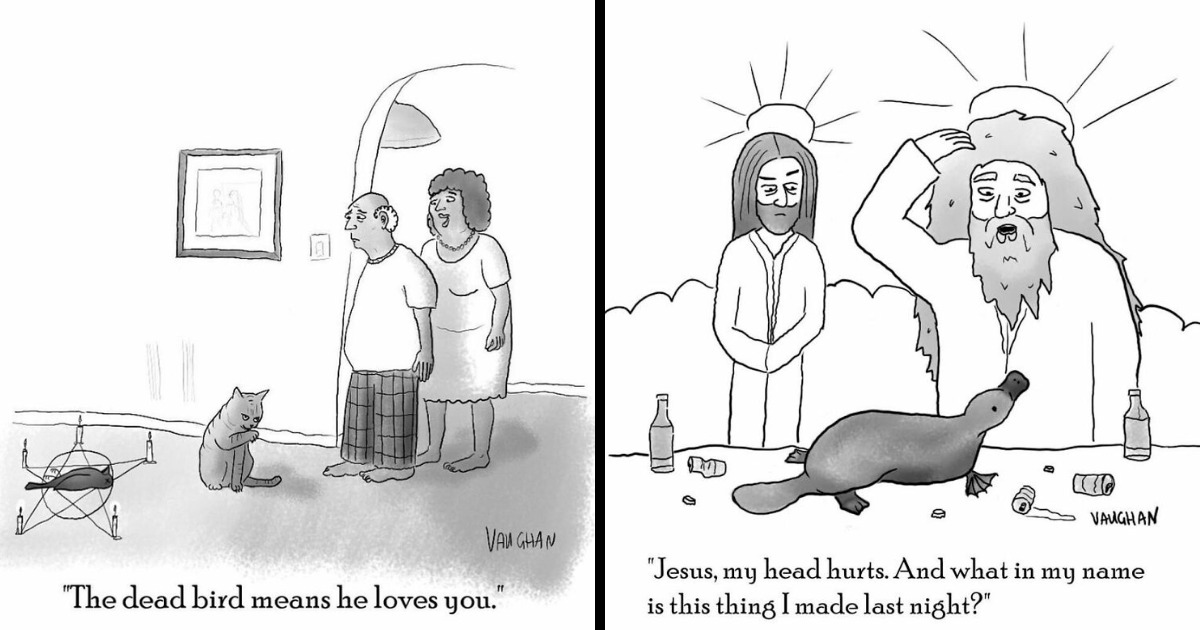 VAUGHAN
"The dead bird means he loves you."
VAUGHAN
"Jesus, my head hurts. And what in my name
is this thing I made last night?"